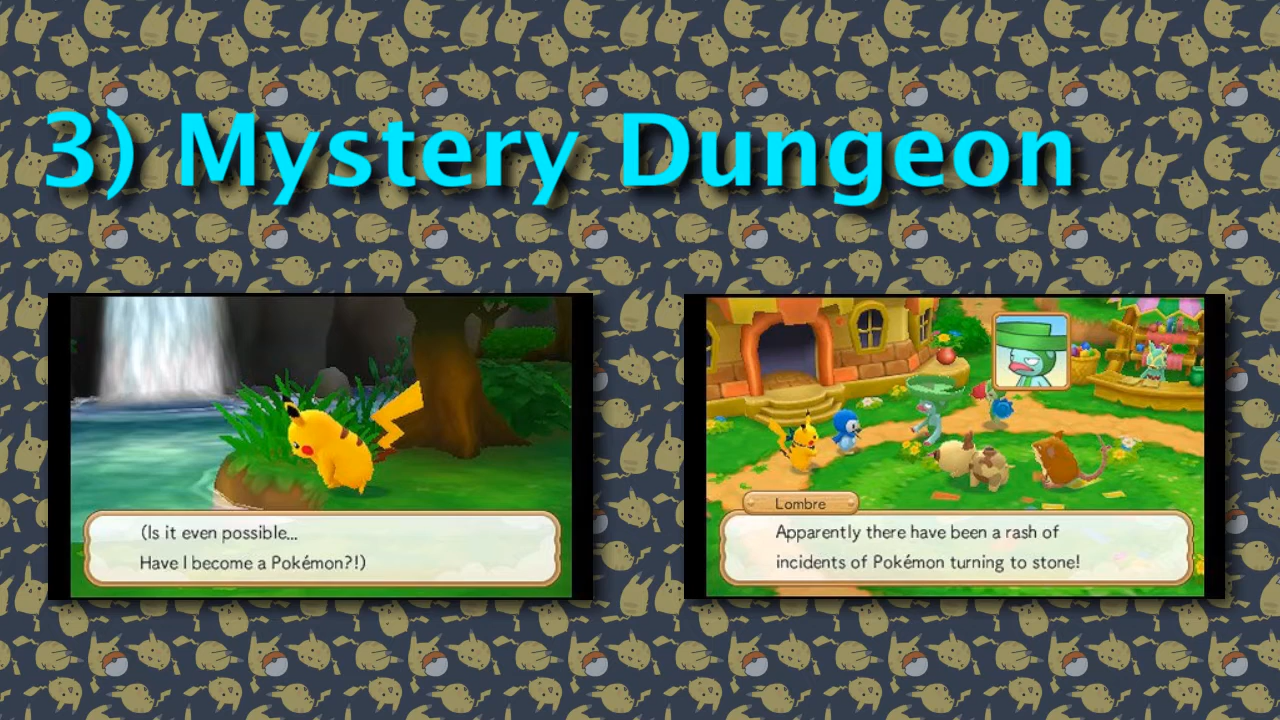 3) Mystery Dungeon
(Is it even possible...
Have I become a Pokémon?!)
Lombre
Apparently there have been a rash of
incidents of Pokémon turning to stone!